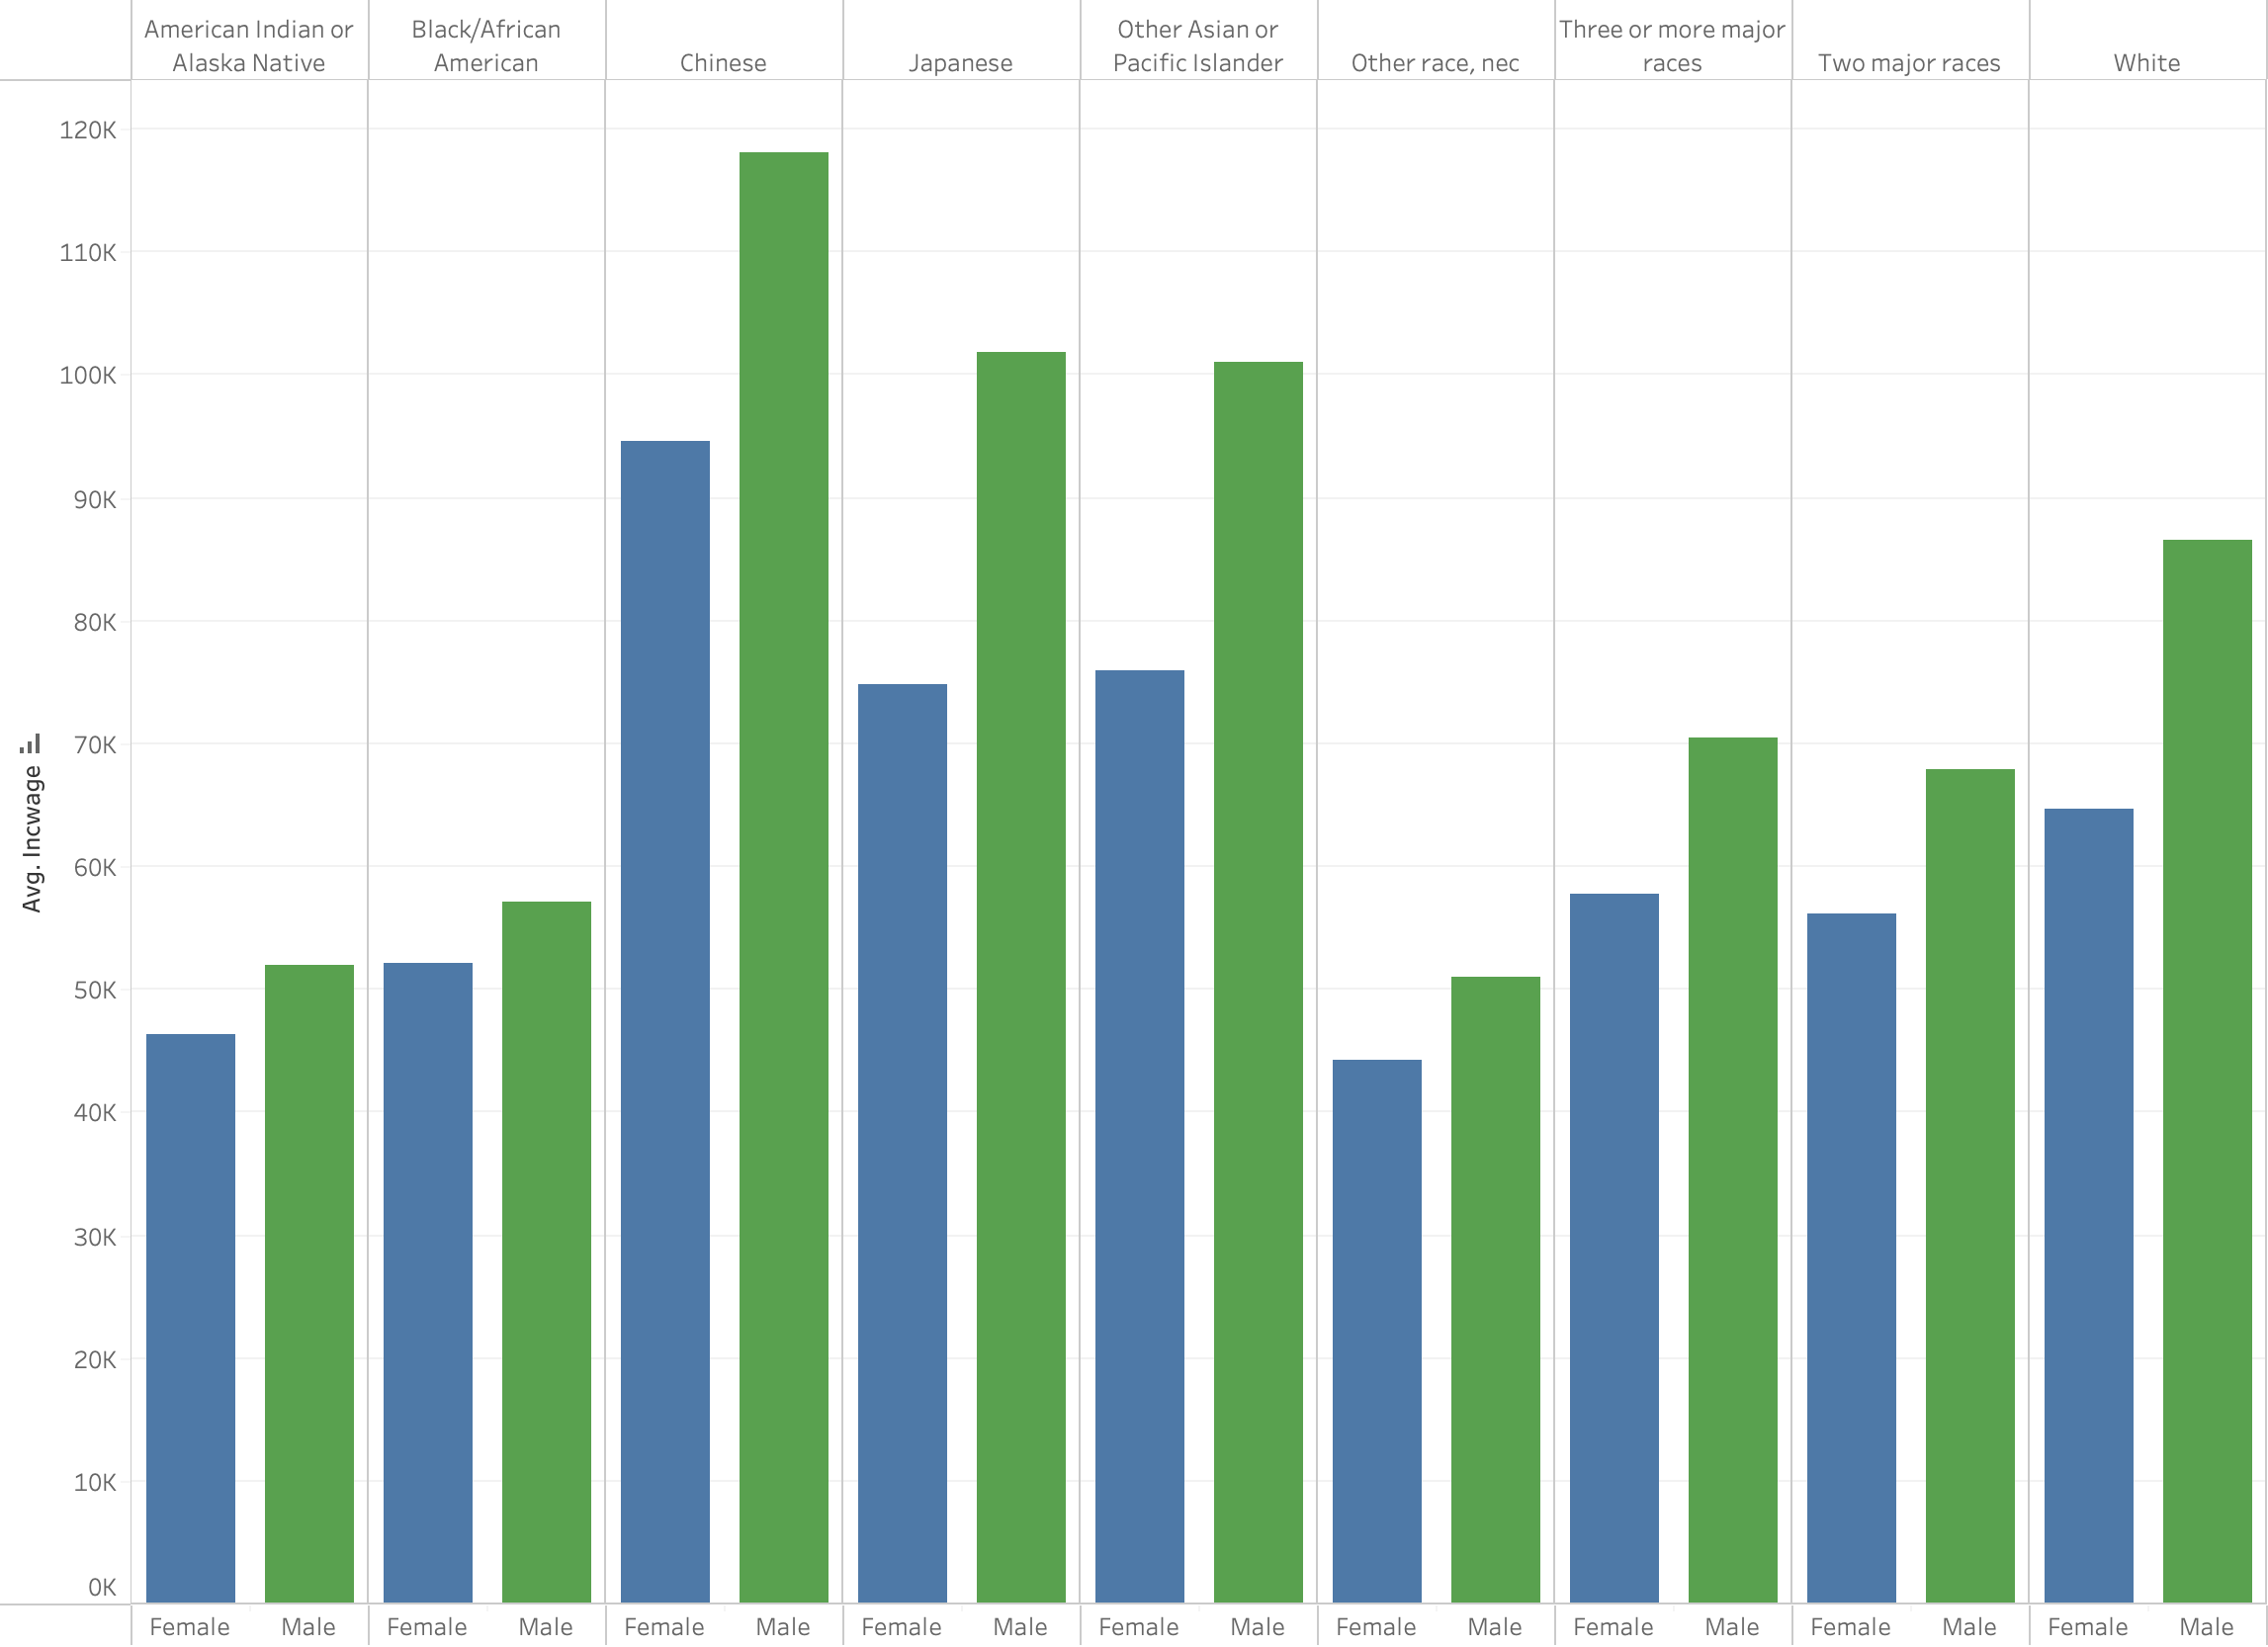 American Indian or
Alaska Native
Black/African
American
Chinese
Japanese
Other Asian or
Pacific Islander
Other race, nec
Three or more major
races
Two major races
White
120K
110K
100K
90K
80K
70K
60K
50K
40K
30K
20K
10K
0K
Avg. Incwage
Female Male Female Male Female Male Female Male Female Male Female Male Female Male Female Male Female Male